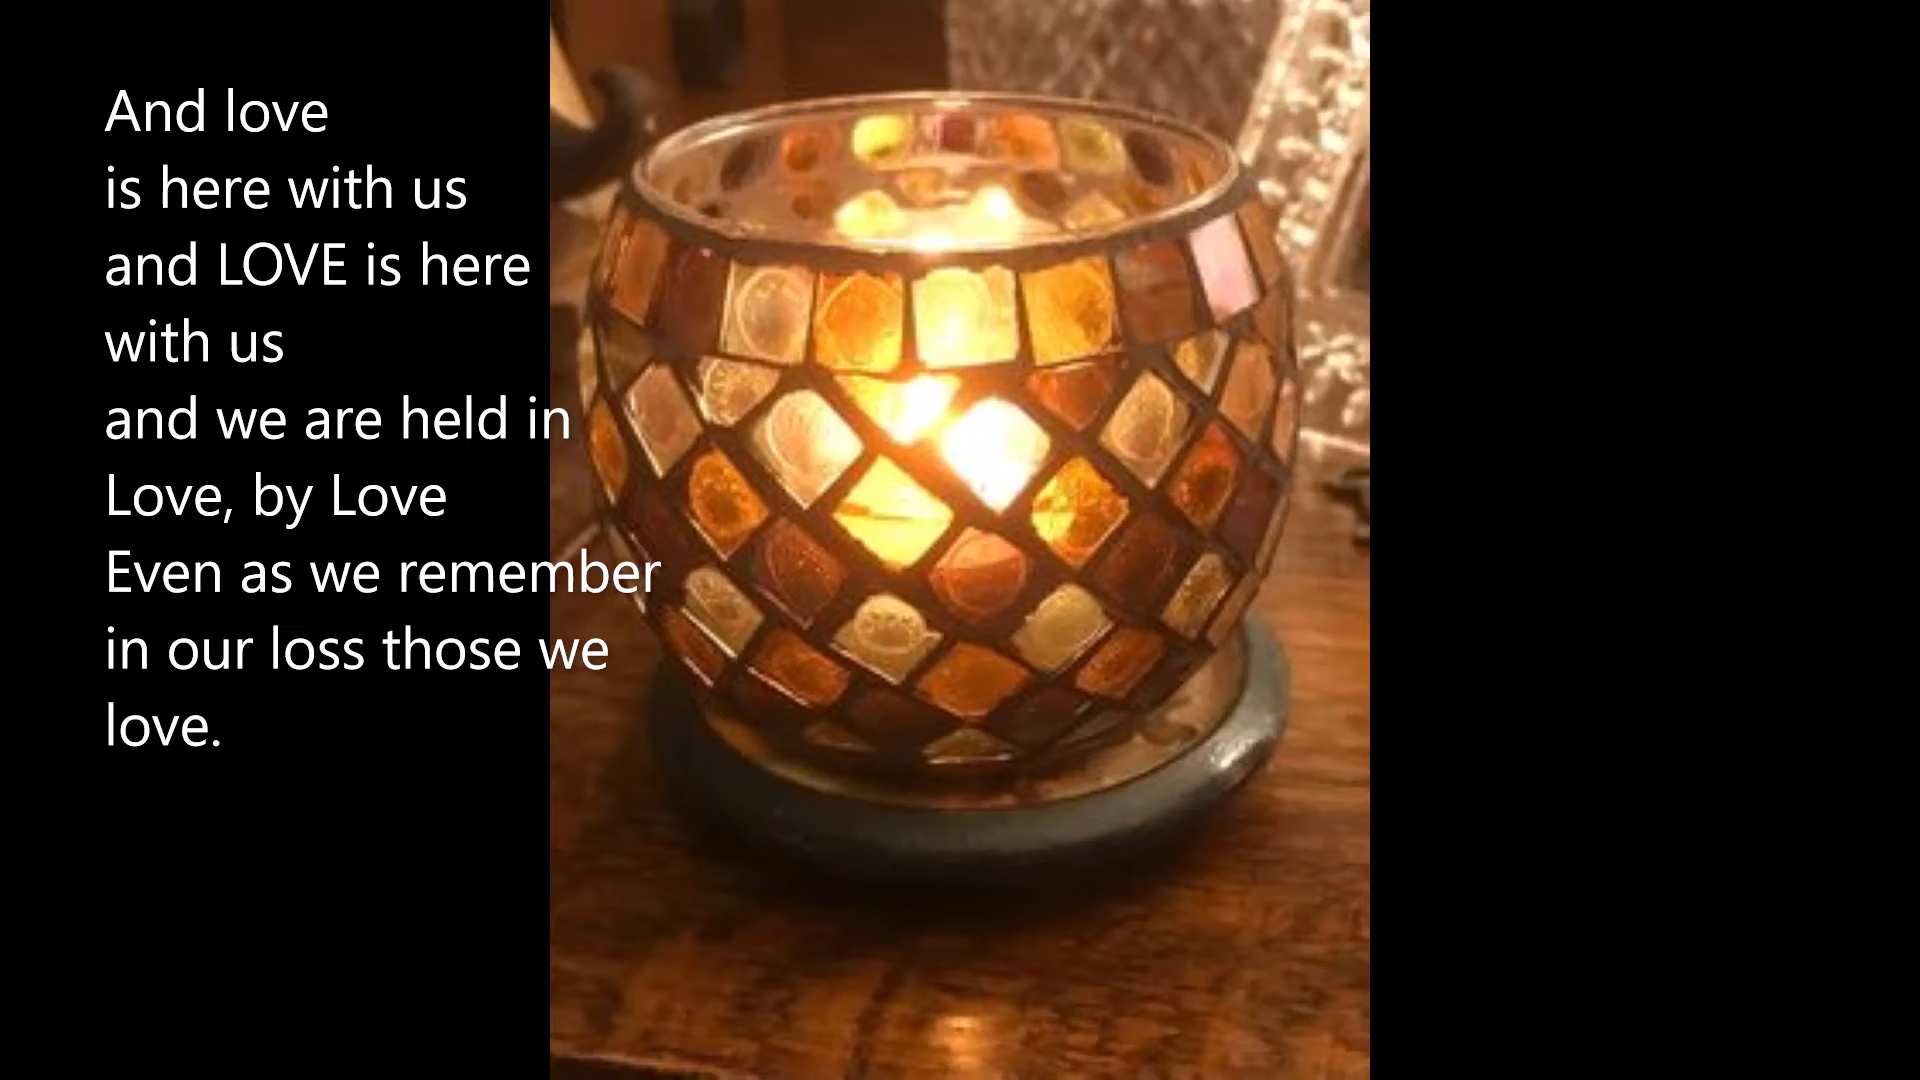 And love
is here with us
and LOVE is here
with us
and we are held in
Love, by Love
Even as we remember
in our loss those we
love.